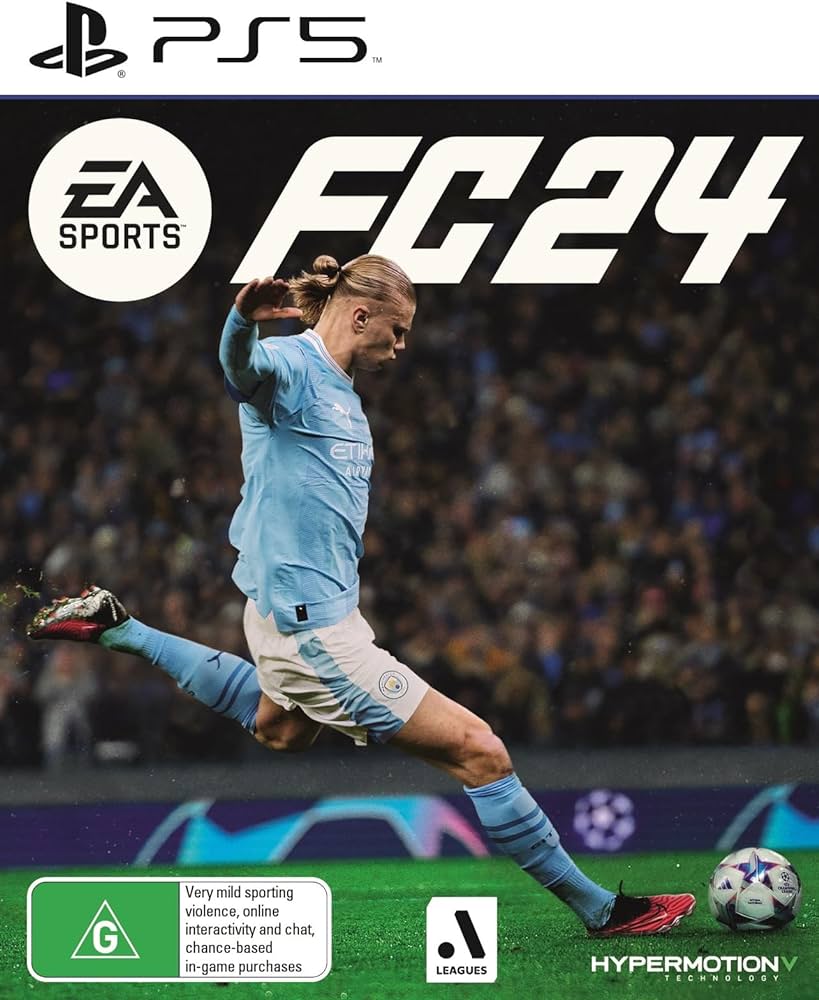 PS5
EA
SPORTS
FC24
ETIHAD
G
Very mild sporting
violence, online
interactivity and chat,
chance-based
in-game purchases
LEAGUES
HYPERMOTION V
TECHNOLOGY